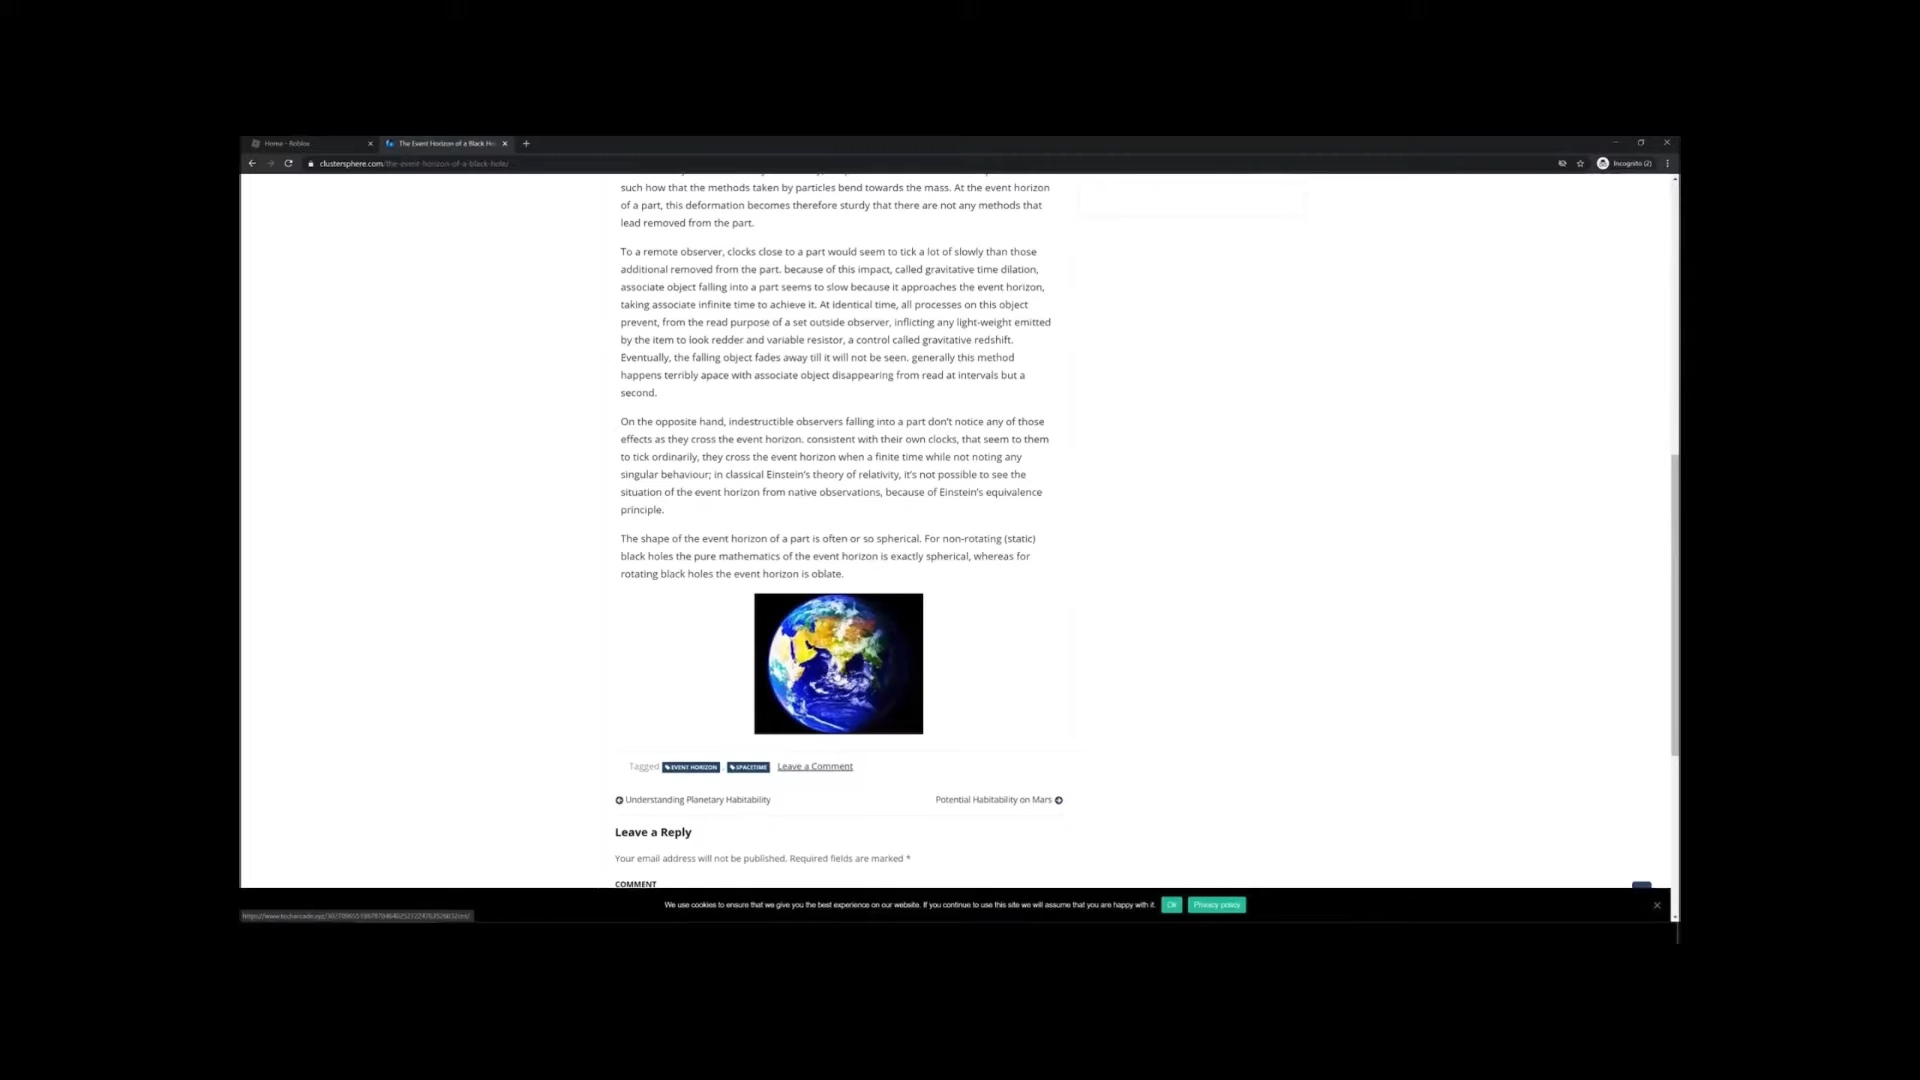 Home - Roblox
The Event Horizon of a Black Ho
clustersphere.com/the-event-horizon-of-a-black-hole/
Incognito (2)
such how that the methods taken by particles bend towards the mass. At the event horizon
of a part, this deformation becomes therefore sturdy that there are not any methods that
lead removed from the part.
To a remote observer, clocks close to a part would seem to tick a lot of slowly than those
additional removed from the part. because of this impact, called gravitative time dilation,
associate object falling into a part seems to slow because it approaches the event horizon,
taking associate infinite time to achieve it. At identical time, all processes on this object
prevent, from the read purpose of a set outside observer, inflicting any light-weight emitted
by the item to look redder and variable resistor, a control called gravitative redshift.
Eventually, the falling object fades away till it will not be seen. generally this method
happens terribly apace with associate object disappearing from read at intervals but a
second.
On the opposite hand, indestructible observers falling into a part don't notice any of those
effects as they cross the event horizon. consistent with their own clocks, that seem to them
to tick ordinarily, they cross the event horizon when a finite time while not noting any
singular behaviour; in classical Einstein's theory of relativity, it's not possible to see the
situation of the event horizon from native observations, because of Einstein's equivalence
principle.
The shape of the event horizon of a part is often or so spherical. For non-rotating (static)
black holes the pure mathematics of the event horizon is exactly spherical, whereas for
rotating black holes the event horizon is oblate.
Tagged EVENT HORIZON, SPACETIME Leave a Comment
Understanding Planetary Habitability
Potential Habitability on Mars
Leave a Reply
Your email address will not be published. Required fields are marked *
COMMENT
We use cookies to ensure that we give you the best experience on our website. If you continue to use this site we will assume that you are happy with it. Ok Privacy policy